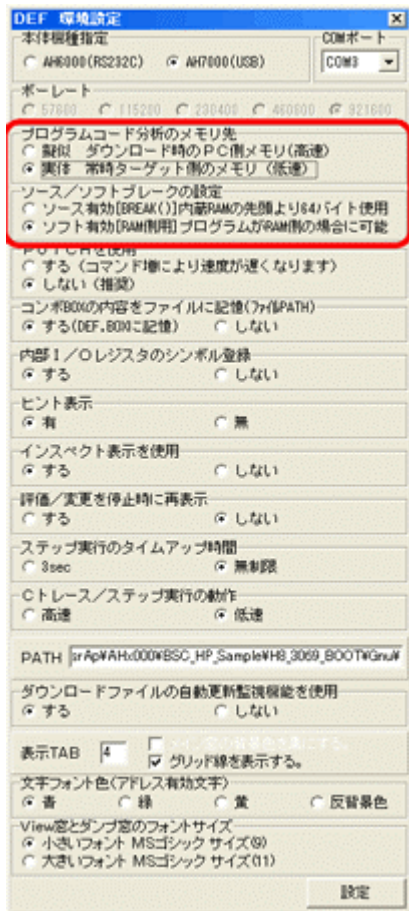 DEF 環境設定
本体機種指定
AH6000(RS232C) AH7000(USB)
COMポート
COM3
ボーレート
57600 115200 230400 460800 921600
プログラムコード分析のメモリ先
擬似 ダウンロード時のPC側メモリ(高速)
実体 常時ターゲット側のメモリ(低速)
ソース/ソフトブレークの設定
ソース有効[BREAK()]内蔵RAMの先頭より64バイト使用
ソフト有効[RAM側用]プログラムがRAM側の場合に可能
する(コマンド増により速度が遅くなります)
しない(推奨)
コンボBOXの内容をファイルに記憶(ファイルPATH)
する(DEF.BOXに記憶) しない
内部I/Oレジスタのシンボル登録
する しない
ヒント表示
有 無
インスペクト表示を使用
する しない
評価/変更を停止時に再表示
する しない
ステップ実行のタイムアップ時間
3sec 無制限
Cトレース/ステップ実行の動作
高速 低速
PATH srAp¥AHx000¥BSC_HP_Sample¥H8_3069_BOOT¥Gnu¥
ダウンロードファイルの自動更新監視機能を使用
する しない
表示TAB 4
グリッド線を表示する。
文字フォント色(アドレス有効文字)
青 緑 黄 反背景色
View窓とダンプ窓のフォントサイズ
小さいフォント MSゴシック サイズ(9)
大きいフォント MSゴシック サイズ(11)
設定